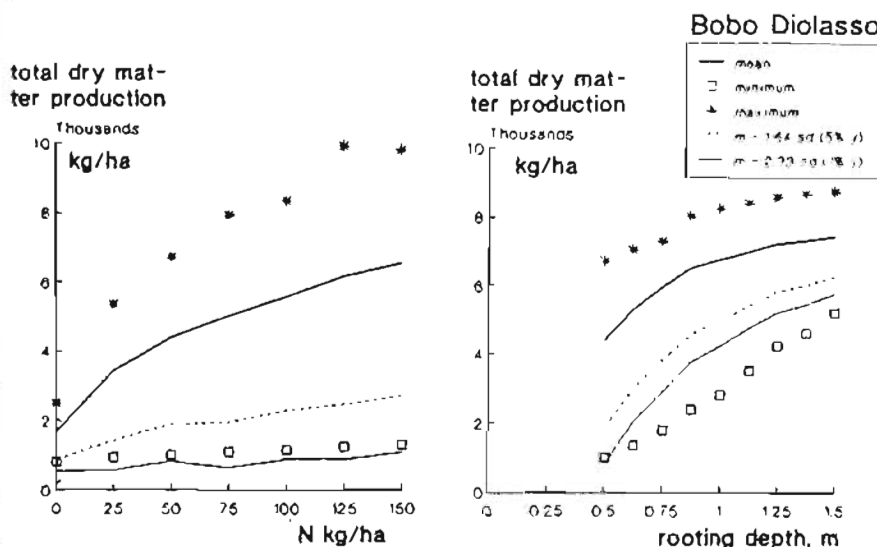 Bobo Diolasso
mean
minimum
maximum
total dry mat-
ter production
Thousands
kg/ha
10
8
6
4
2
0
0 25 50 75 100 125 150
N kg/ha
total dry mat-
ter production
Thousands
kg/ha
10
8
6
4
2
0
0 0.25 0.5 0.75 1 1.25 1.5
rooting depth, m